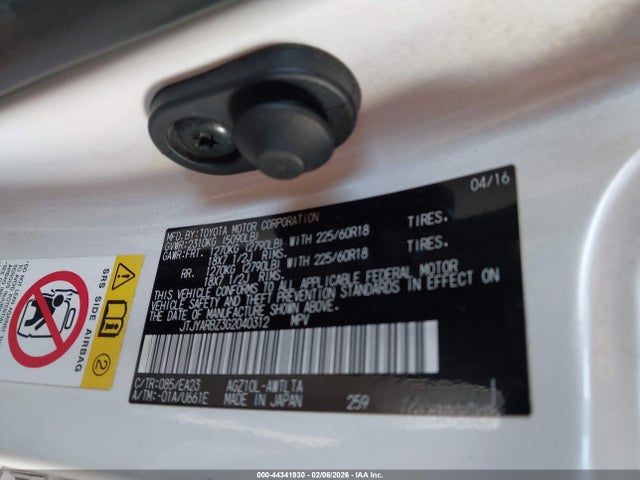 04/16
MFD.BY:TOYOTA MOTOR CORPORATION
GVWR:2310KG (5090LB)
GAWR:FRT. 1270KG (2790LB) WITH 225/60R18 TIRES.
18X7 1/2J RIMS.
RR. 1270KG (2790LB) WITH 225/60R18 TIRES.
18X7 1/2J RIMS.
THIS VEHICLE CONFORMS TO ALL APPLICABLE FEDERAL MOTOR
VEHICLE SAFETY AND THEFT PREVENTION STANDARDS IN
EFFECT ON THE DATE OF MANUFACTURE SHOWN ABOVE.
JTJYARBZ3G2040312 MPV
C/TR:085/EA23 AGZ10L-AWTLTA
A/TM:-01A/U661E MADE IN JAPAN 259
SRS SIDE AIRBAG
2
000-44341930 - 02/06/2026 - IAA Inc.